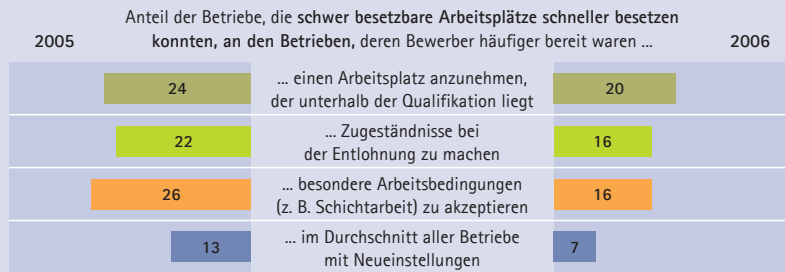 Anteil der Betriebe, die schwer besetzbare Arbeitsplätze schneller besetzen
2005 konnten, an den Betrieben, deren Bewerber häufiger bereit waren ... 2006
24 ... einen Arbeitsplatz anzunehmen, 20
der unterhalb der Qualifikation liegt
22 ... Zugeständnisse bei 16
der Entlohnung zu machen
26 ... besondere Arbeitsbedingungen 16
(z. B. Schichtarbeit) zu akzeptieren
13 ... im Durchschnitt aller Betriebe 7
mit Neueinstellungen